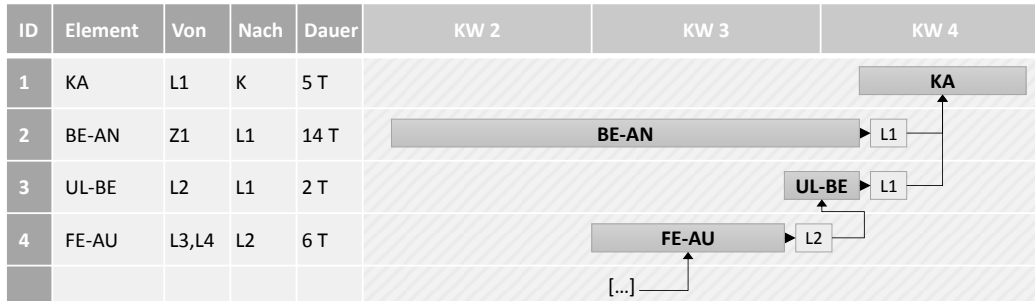 ID Element Von Nach Dauer KW 2 KW 3 KW 4
1 KA L1 K 5 T KA
2 BE-AN Z1 L1 14 T BE-AN L1
3 UL-BE L2 L1 2 T UL-BE L1
4 FE-AU L3,L4 L2 6 T FE-AU L2
[...]